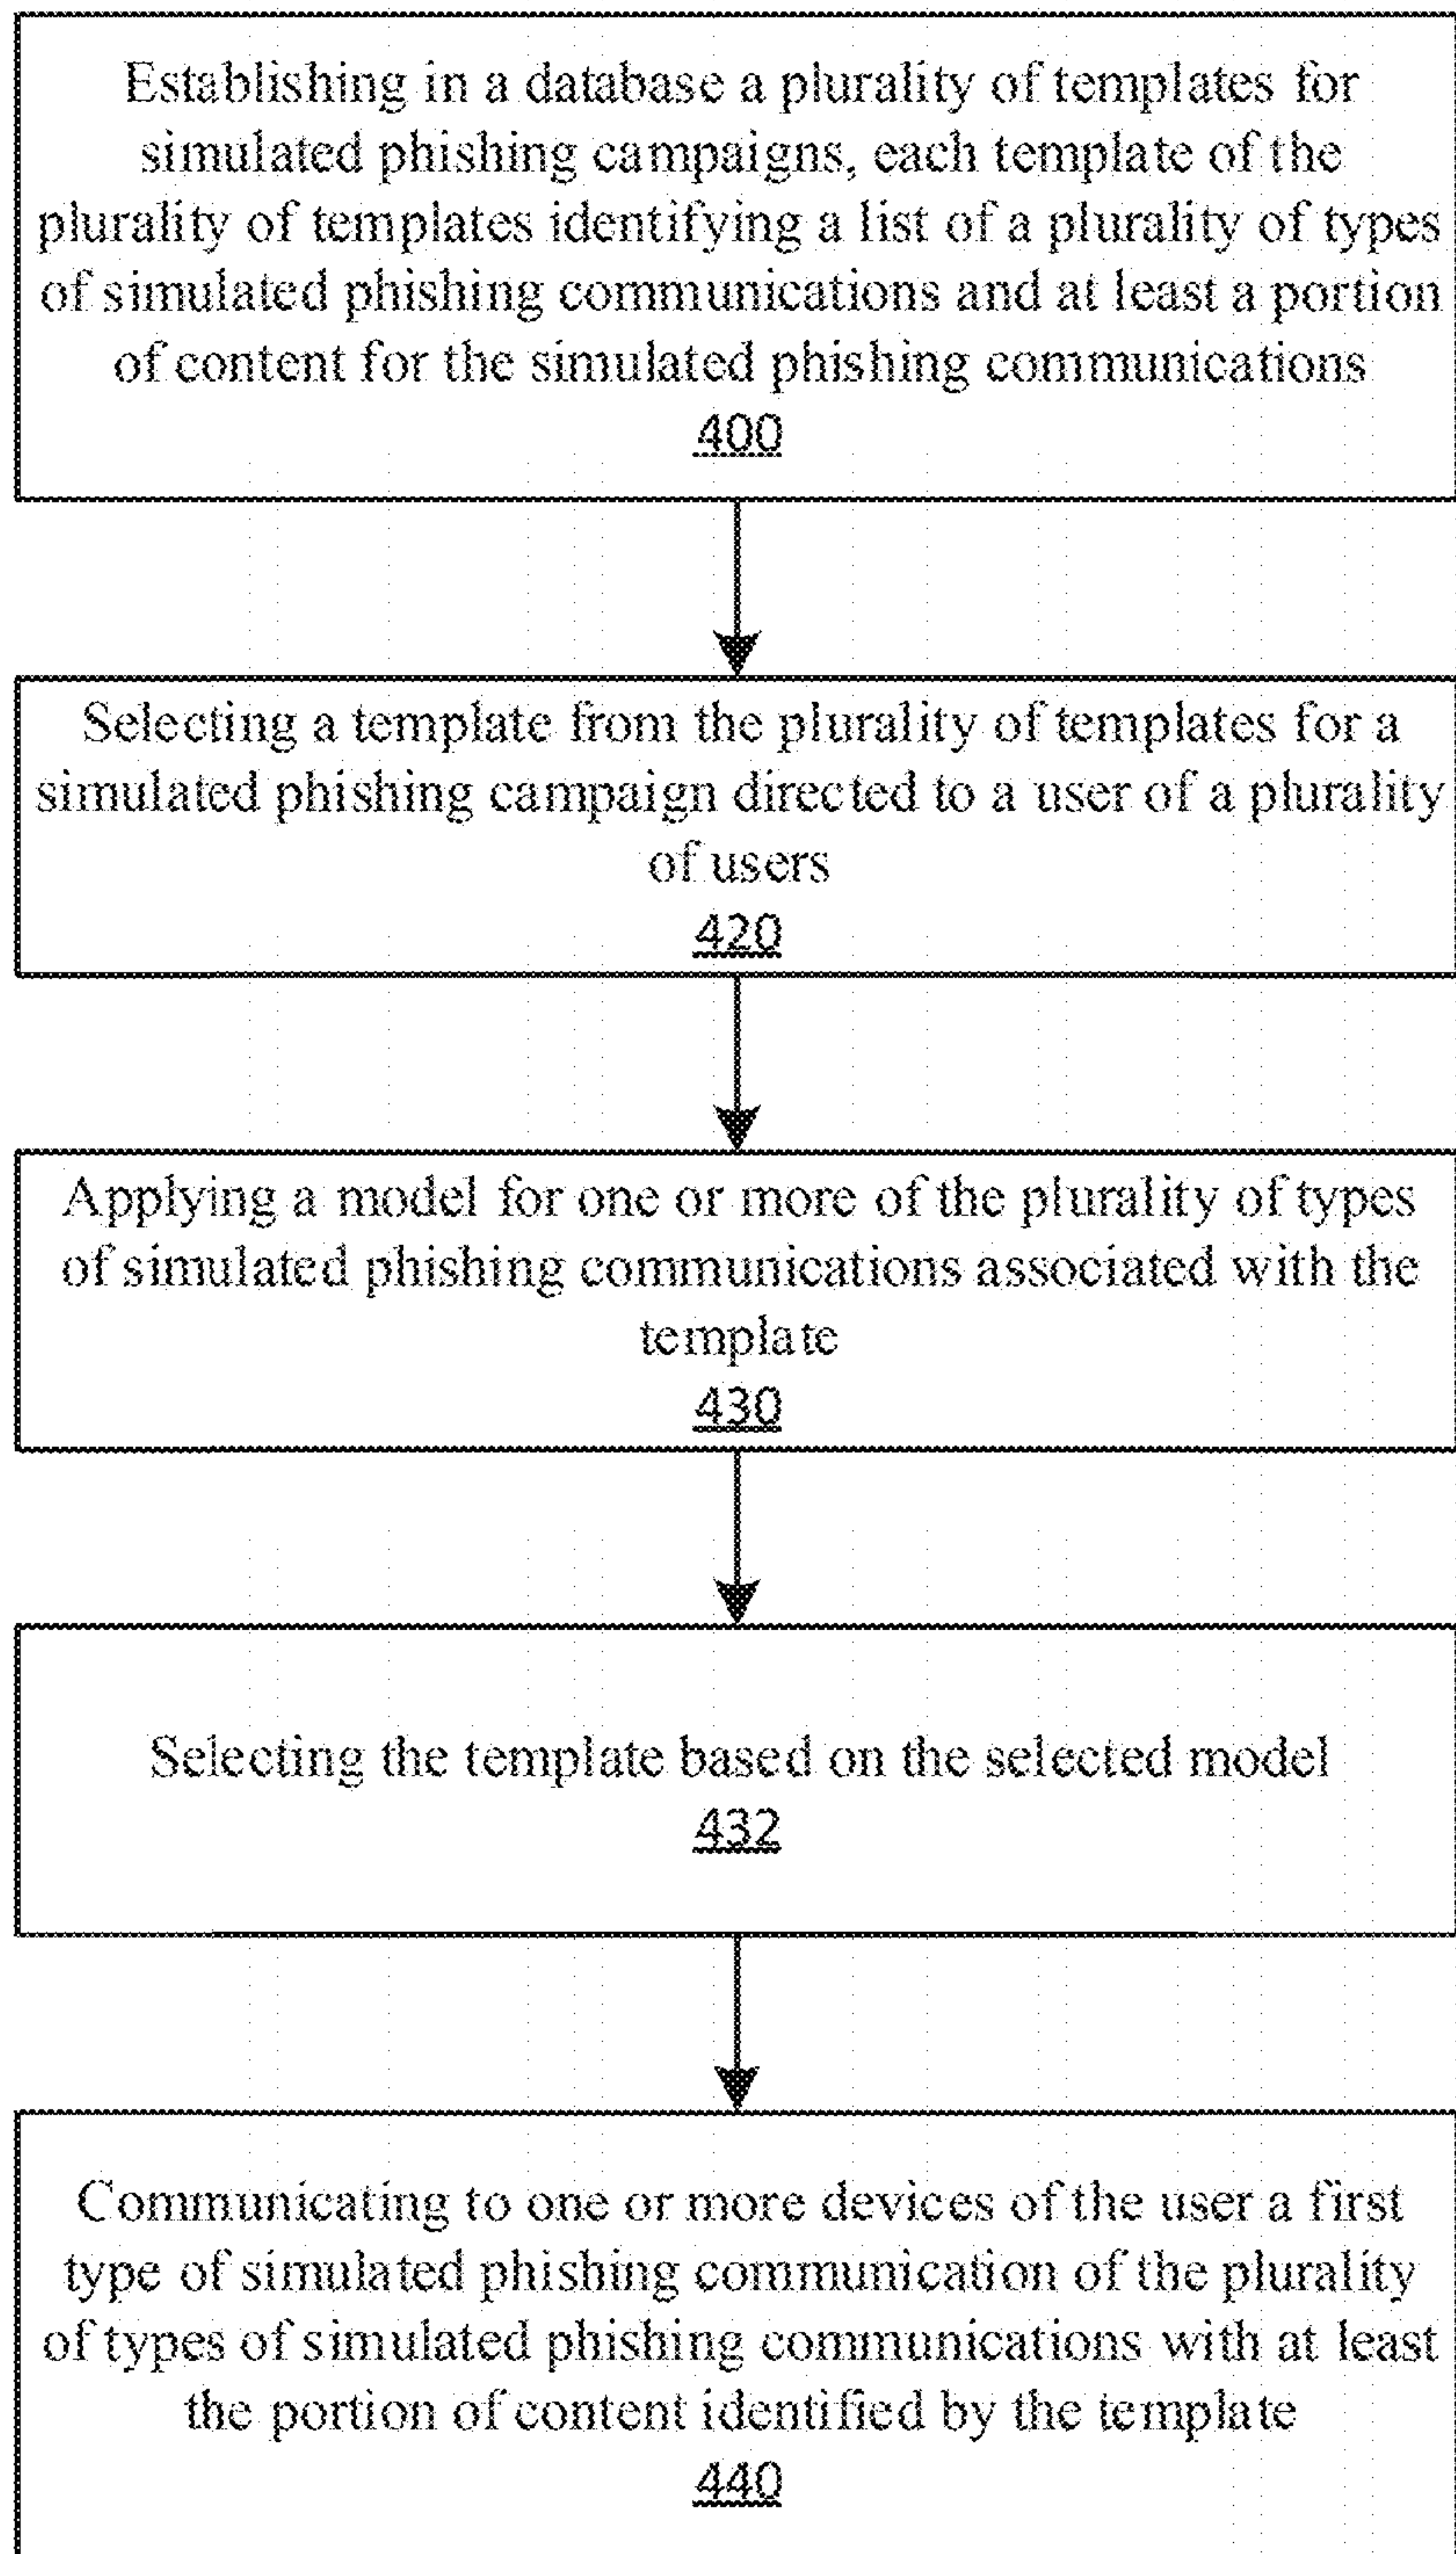 Establishing in a database a plurality of templates for
simulated phishing campaigns, each template of the
plurality of templates identifying a list of a plurality of types
of simulated phishing communications and at least a portion
of content for the simulated phishing communications
400
Selecting a template from the plurality of templates for a
simulated phishing campaign directed to a user of a plurality
of users
420
Applying a model for one or more of the plurality of types
of simulated phishing communications associated with the
template
430
Selecting the template based on the selected model
432
Communicating to one or more devices of the user a first
type of simulated phishing communication of the plurality
of types of simulated phishing communications with at least
the portion of content identified by the template
440